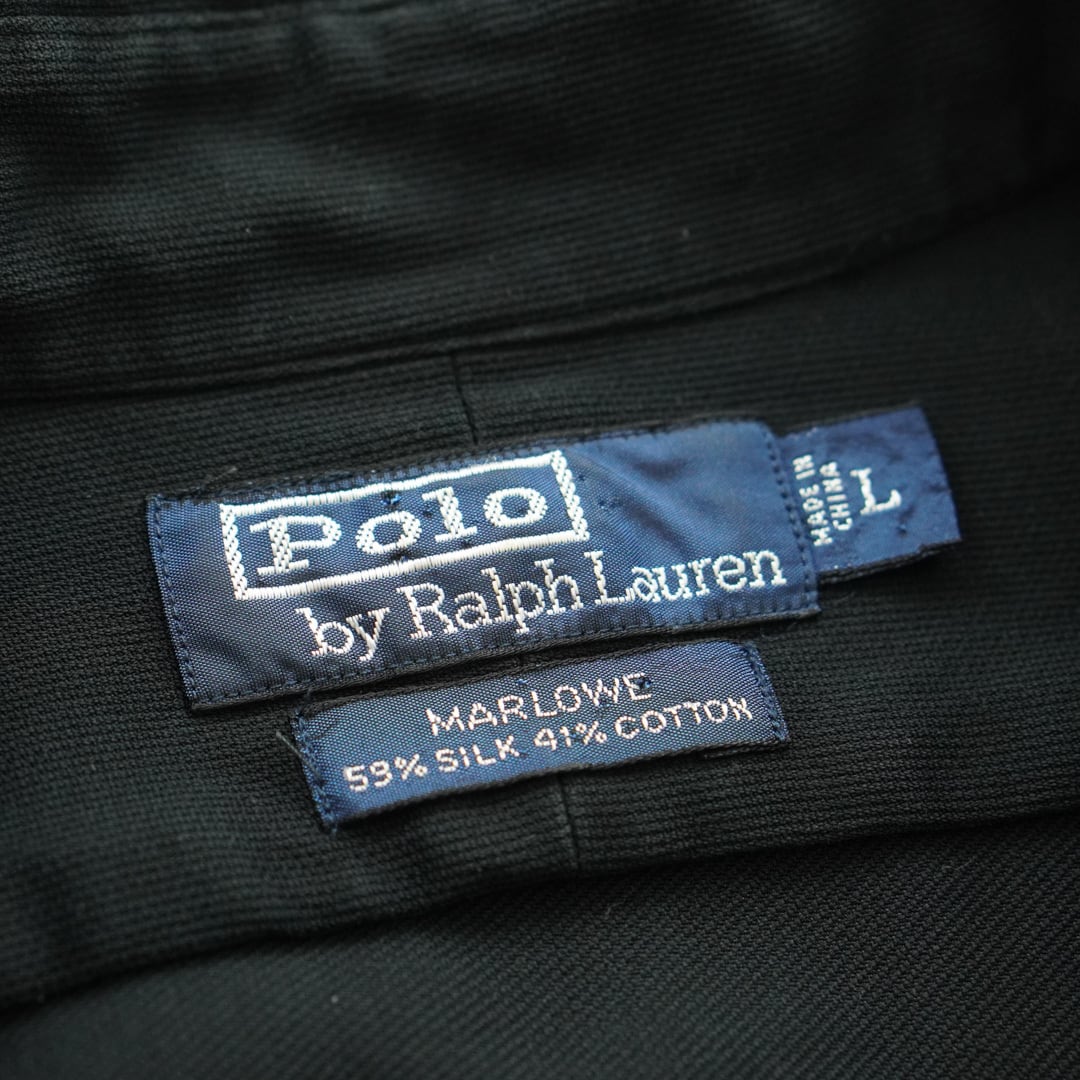 Polo
by Ralph Lauren
MADE IN
CHINA
L
MARLOWE
59% SILK 41% COTTON